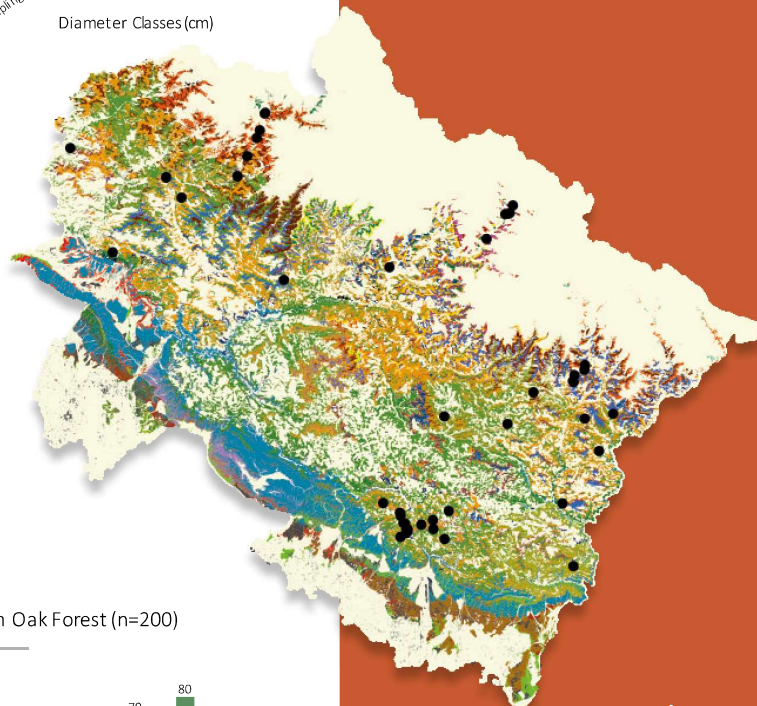 Diameter Classes (cm)
Oak Forest (n=200)
80